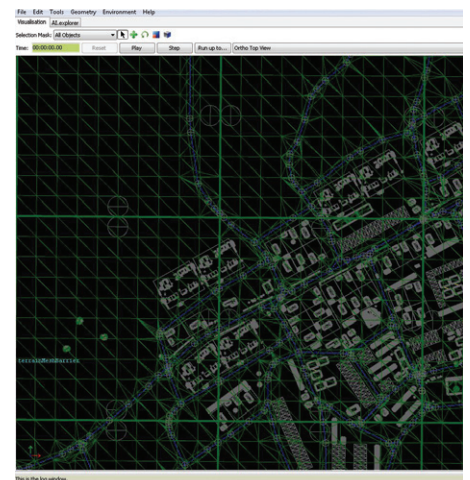 File Edit Tools Geometry Environment Help
Visualisation AI.explorer
Selection Mask: All Objects
Time: 00:00:00.00 Reset Play Step Run up to... Ortho Top View
terrainMeshBarrier
This is the log window